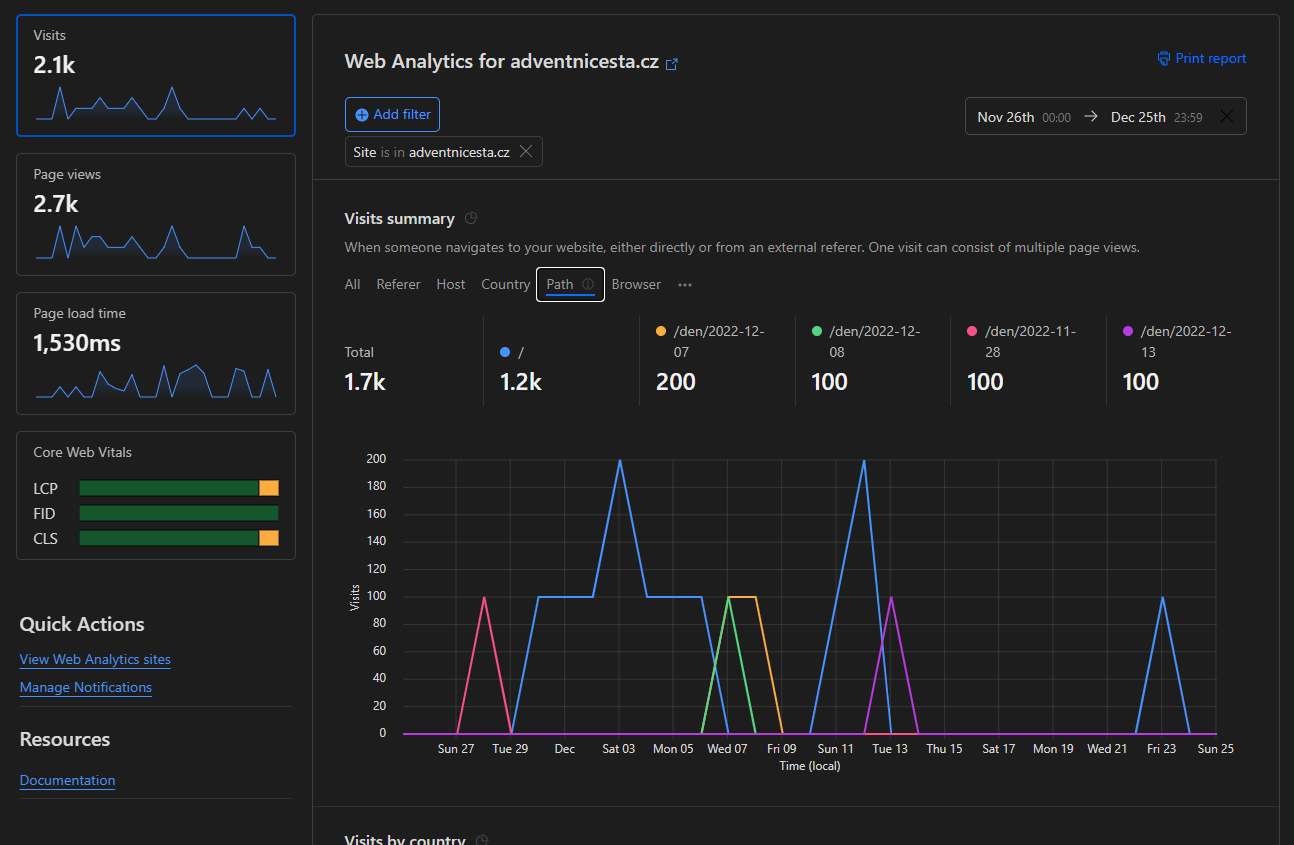 Visits
2.1k
Page views
2.7k
Page load time
1,530ms
Core Web Vitals
LCP
FID
CLS
Quick Actions
View Web Analytics sites
Manage Notifications
Resources
Documentation
Web Analytics for adventnicesta.cz
Print report
Add filter
Nov 26th 00:00 → Dec 25th 23:59
Site is in adventnicesta.cz
Visits summary
When someone navigates to your website, either directly or from an external referer. One visit can consist of multiple page views.
All Referer Host Country Path Browser ...
Total
1.7k
/
1.2k
/den/2022-12-
07
200
/den/2022-12-
08
100
/den/2022-11-
28
100
/den/2022-12-
13
100
Visits
200
180
160
140
120
100
80
60
40
20
0
Sun 27 Tue 29 Dec Sat 03 Mon 05 Wed 07 Fri 09 Sun 11 Tue 13 Thu 15 Sat 17 Mon 19 Wed 21 Fri 23 Sun 25
Time (local)
Visits by country